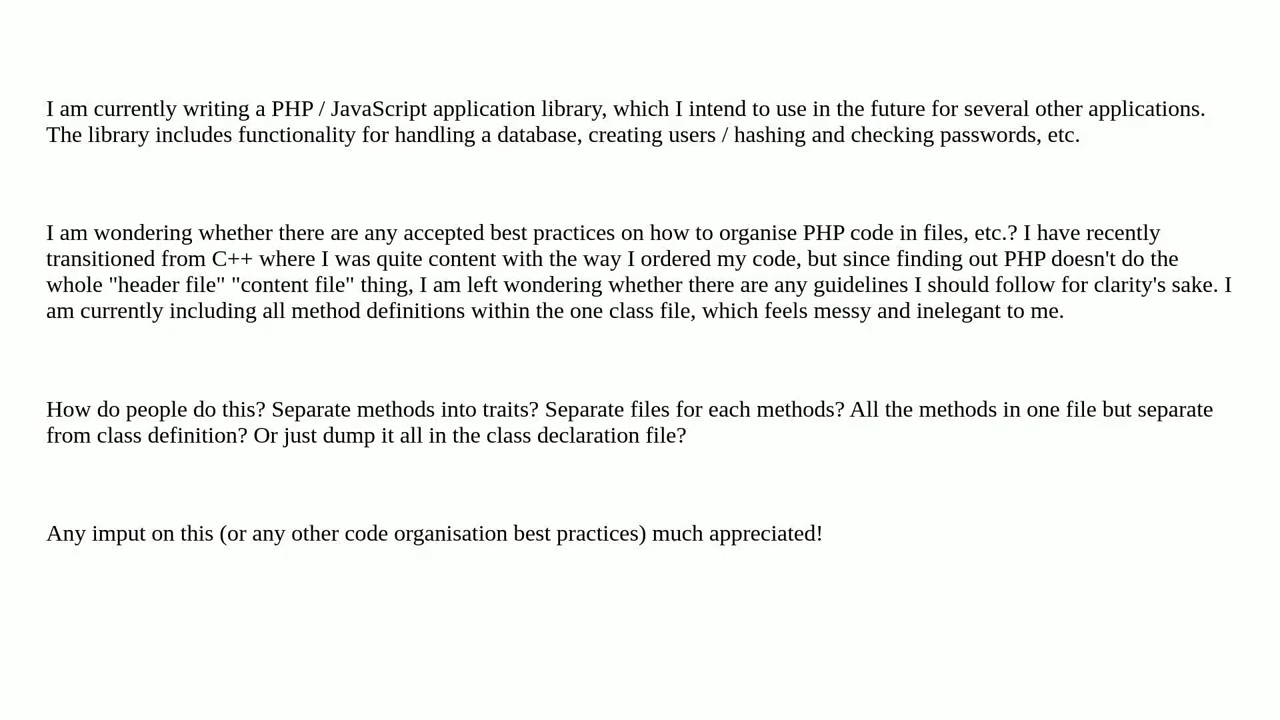 I am currently writing a PHP / JavaScript application library, which I intend to use in the future for several other applications.
The library includes functionality for handling a database, creating users / hashing and checking passwords, etc.
I am wondering whether there are any accepted best practices on how to organise PHP code in files, etc.? I have recently
transitioned from C++ where I was quite content with the way I ordered my code, but since finding out PHP doesn't do the
whole "header file" "content file" thing, I am left wondering whether there are any guidelines I should follow for clarity's sake. I
am currently including all method definitions within the one class file, which feels messy and inelegant to me.
How do people do this? Separate methods into traits? Separate files for each methods? All the methods in one file but separate
from class definition? Or just dump it all in the class declaration file?
Any imput on this (or any other code organisation best practices) much appreciated!